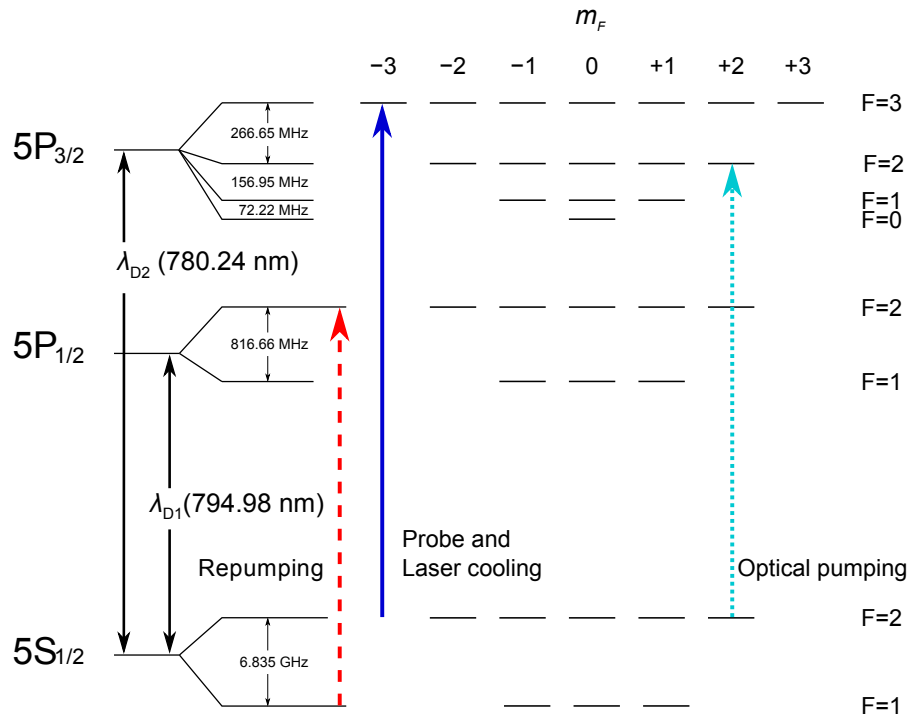 m_F
−3 −2 −1 0 +1 +2 +3
F=3
266.65 MHz
5P3/2
F=2
156.95 MHz
F=1
72.22 MHz
F=0
λD2 (780.24 nm)
F=2
816.66 MHz
5P1/2
F=1
λD1(794.98 nm)
Repumping
Probe and
Laser cooling
Optical pumping
F=2
5S1/2
6.835 GHz
F=1